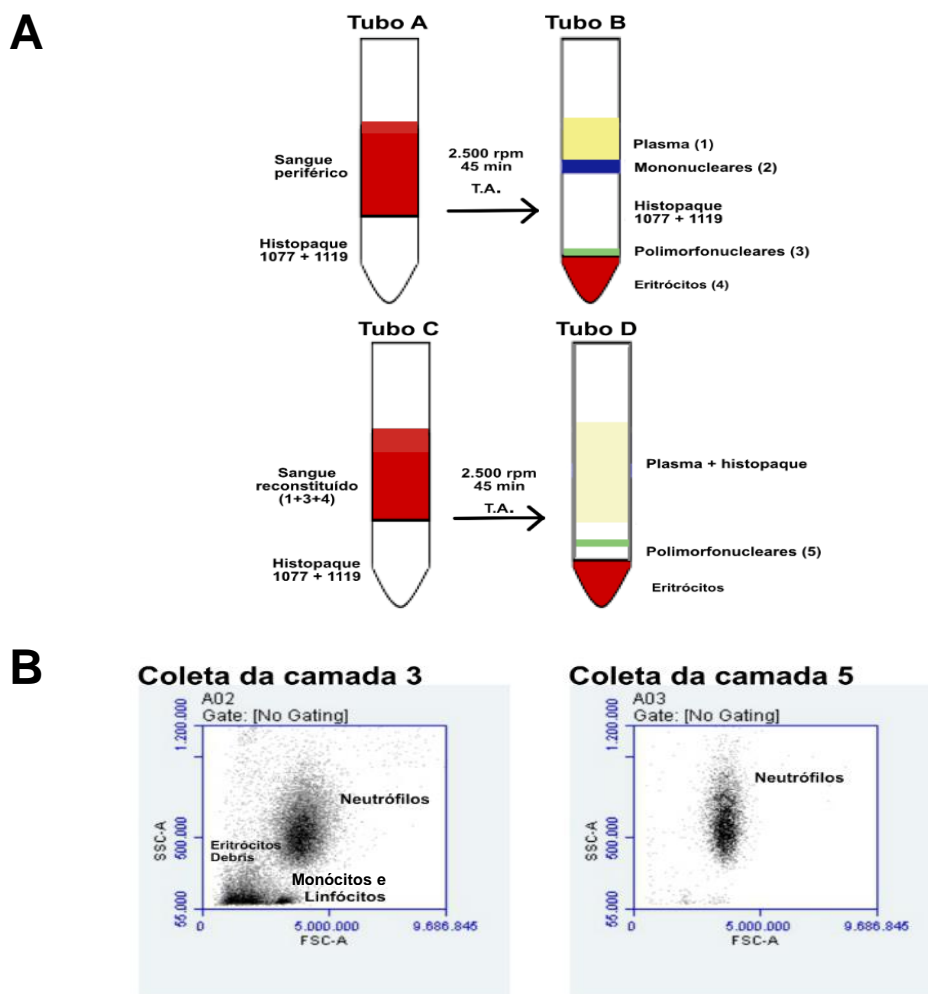 A
Tubo A
Tubo B
Sangue
periférico
Histopaque
1077 + 1119
2.500 rpm
45 min
T.A.
Plasma (1)
Mononucleares (2)
Histopaque
1077 + 1119
Polimorfonucleares (3)
Eritrócitos (4)
Tubo C
Tubo D
Sangue
reconstituído
(1+3+4)
Histopaque
1077 + 1119
2.500 rpm
45 min
T.A.
Plasma + histopaque
Polimorfonucleares (5)
Eritrócitos
B
Coleta da camada 3
A02
Gate: [No Gating]
1.200.000
500.000
55.000
SSC-A
Neutrófilos
Eritrócitos
Debris
Monócitos e
Linfócitos
0
5.000.000
9.686.845
FSC-A
Coleta da camada 5
A03
Gate: [No Gating]
1.200.000
500.000
55.000
SSC-A
Neutrófilos
0
5.000.000
9.686.845
FSC-A